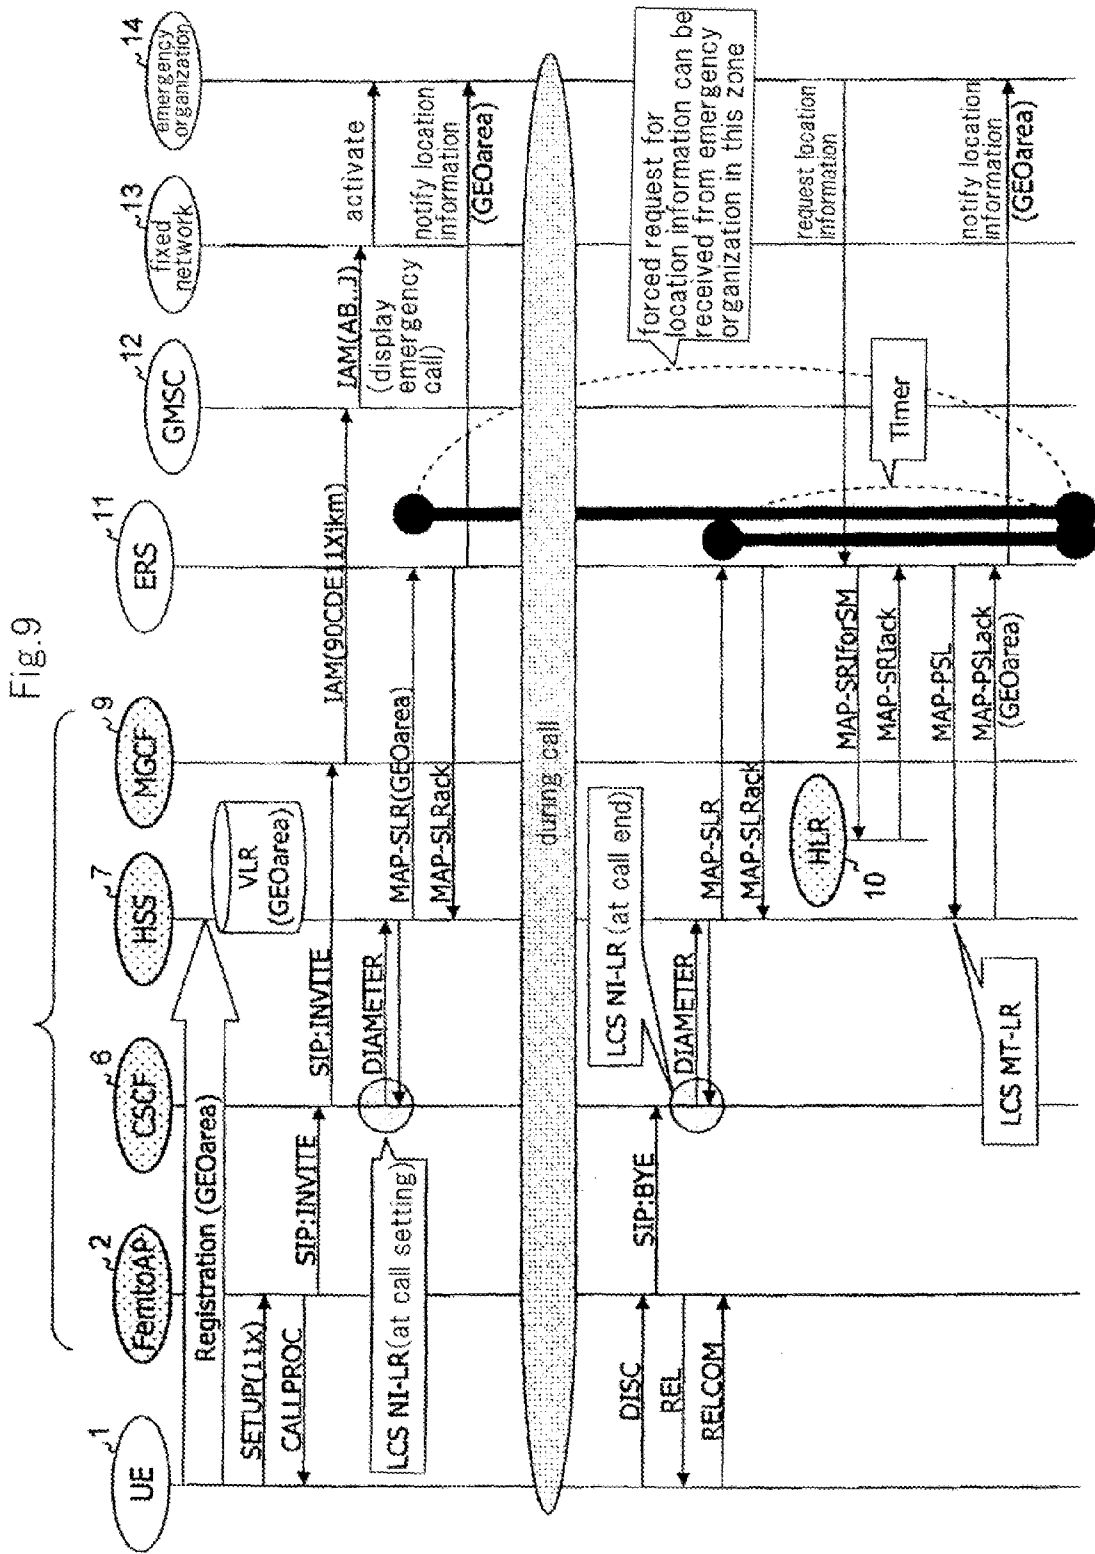 Fig.9
1
UE
2
FemtoAP
6
CSCF
7
HSS
9
MGCF
11
ERS
12
GMSC
13
fixed
network
14
emergency
organization
Registration (GEOarea)
VLR
(GEOarea)
SETUP(11X)
CALLPROC
SIP:INVITE
SIP:INVITE
IAM(90CDE11Xjkm)
IAM(AB..J)
(display
emergency
call)
activate
LCS NI-LR(at call setting)
DIAMETER
MAP-SLR(GEOarea)
MAP-SLRack
notify location
information
(GEOarea)
during call
forced request for
location information can be
received from emergency
organization in this zone
DISC
REL
RELCOM
SIP:BYE
LCS NI-LR(at call end)
DIAMETER
MAP-SLR
MAP-SLRack
Timer
HLR
10
request location
information
MAP-SRIforSM
MAP-SRIack
MAP-PSL
LCS MT-LR
MAP-PSLack
(GEOarea)
notify location
information
(GEOarea)